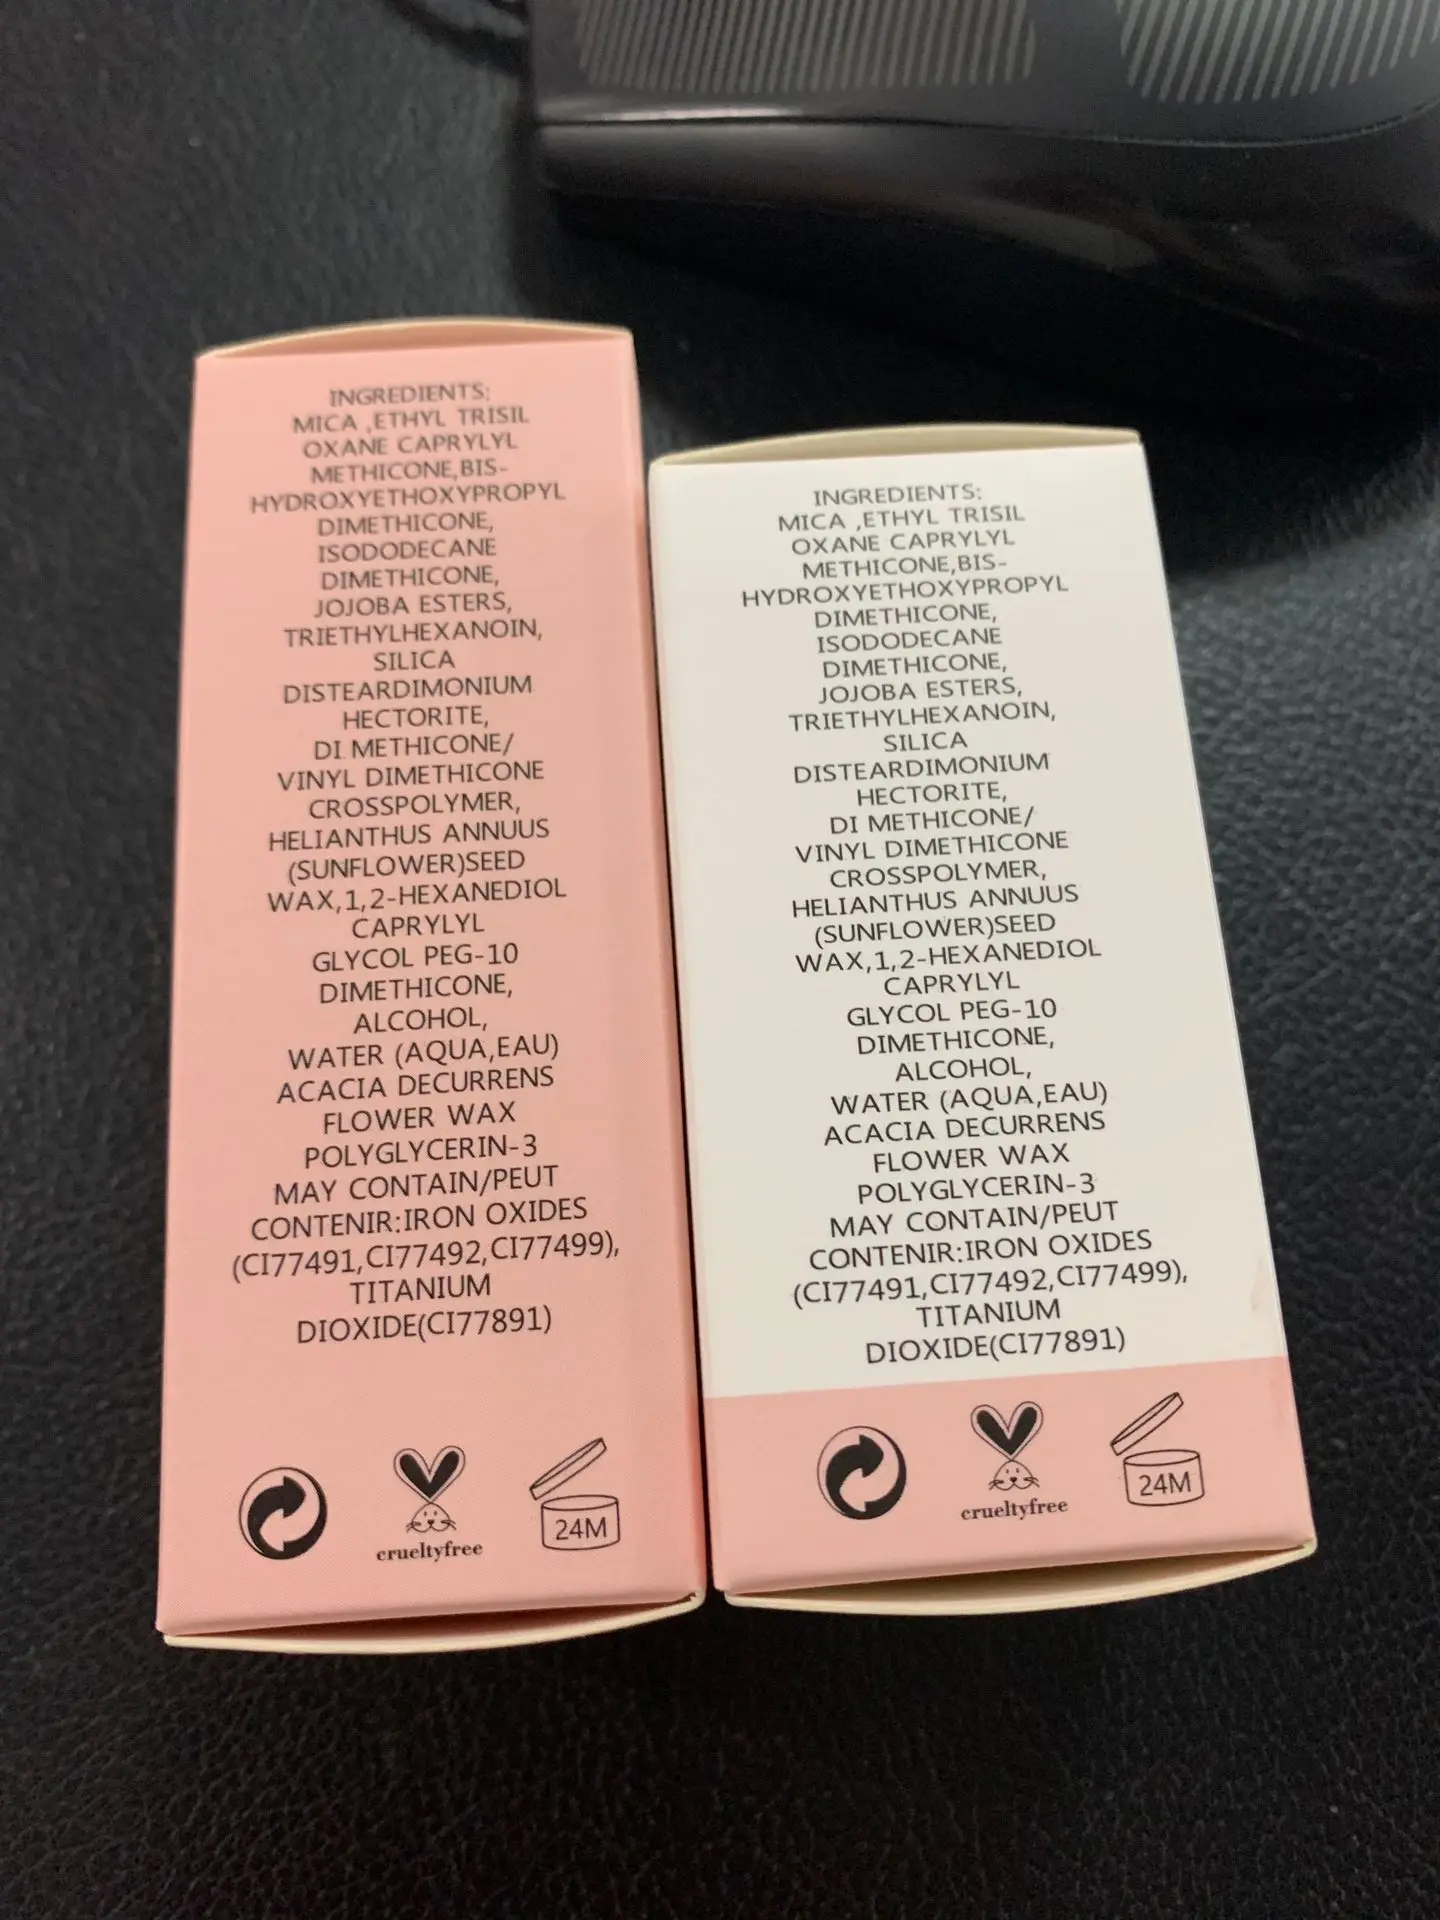 INGREDIENTS:
MICA ,ETHYL TRISIL
OXANE CAPRYLYL
METHICONE,BIS-
HYDROXYETHOXYPROPYL
DIMETHICONE,
ISODODECANE
DIMETHICONE,
JOJOBA ESTERS,
TRIETHYLHEXANOIN,
SILICA
DISTEARDIMONIUM
HECTORITE,
DI METHICONE/
VINYL DIMETHICONE
CROSSPOLYMER,
HELIANTHUS ANNUUS
(SUNFLOWER)SEED
WAX,1,2-HEXANEDIOL
CAPRYLYL
GLYCOL PEG-10
DIMETHICONE,
ALCOHOL,
WATER (AQUA,EAU)
ACACIA DECURRENS
FLOWER WAX
POLYGLYCERIN-3
MAY CONTAIN/PEUT
CONTENIR:IRON OXIDES
(CI77491,CI77492,CI77499),
TITANIUM
DIOXIDE(CI77891)
crueltyfree
24M
INGREDIENTS:
MICA ,ETHYL TRISIL
OXANE CAPRYLYL
METHICONE,BIS-
HYDROXYETHOXYPROPYL
DIMETHICONE,
ISODODECANE
DIMETHICONE,
JOJOBA ESTERS,
TRIETHYLHEXANOIN,
SILICA
DISTEARDIMONIUM
HECTORITE,
DI METHICONE/
VINYL DIMETHICONE
CROSSPOLYMER,
HELIANTHUS ANNUUS
(SUNFLOWER)SEED
WAX,1,2-HEXANEDIOL
CAPRYLYL
GLYCOL PEG-10
DIMETHICONE,
ALCOHOL,
WATER (AQUA,EAU)
ACACIA DECURRENS
FLOWER WAX
POLYGLYCERIN-3
MAY CONTAIN/PEUT
CONTENIR:IRON OXIDES
(CI77491,CI77492,CI77499),
TITANIUM
DIOXIDE(CI77891)
crueltyfree
24M